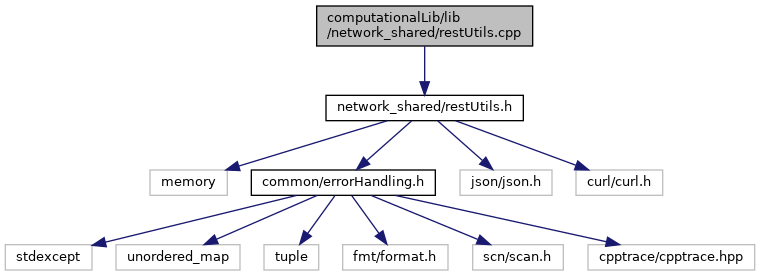 computationalLib/lib
/network_shared/restUtils.cpp
network_shared/restUtils.h
memory
common/errorHandling.h
json/json.h
curl/curl.h
stdexcept
unordered_map
tuple
fmt/format.h
scn/scan.h
cpptrace/cpptrace.hpp